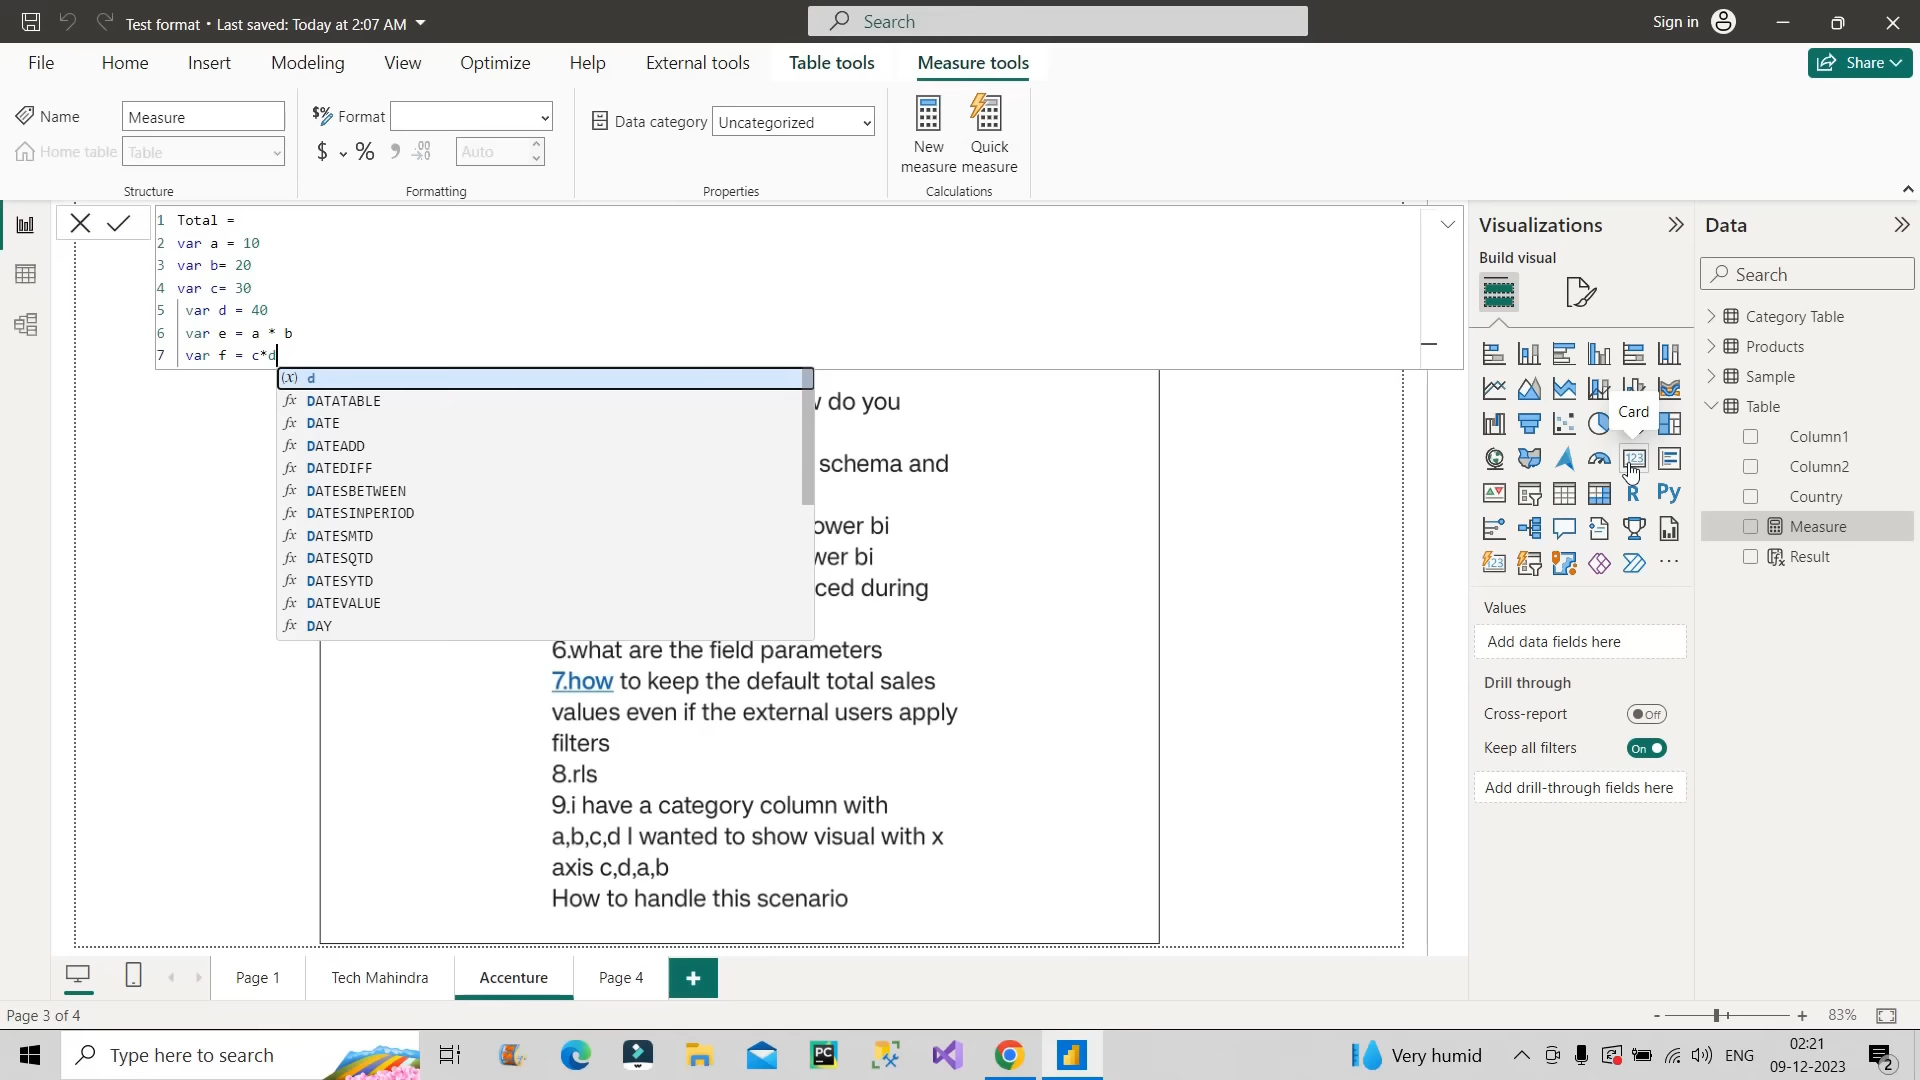 Test format • Last saved: Today at 2:07 AM
Search
Sign in
File
Home
Insert
Modeling
View
Optimize
Help
External tools
Table tools
Measure tools
Share
Name
Measure
Home table
Table
Structure
Format
$
%
Auto
Formatting
Data category
Uncategorized
Properties
New measure
Quick measure
Calculations
1 Total =
2 var a = 10
3 var b= 20
4 var c= 30
5 var d = 40
6 var e = a * b
7 var f = c*d
(x) d
fx DATATABLE
fx DATE
fx DATEADD
fx DATEDIFF
fx DATESBETWEEN
fx DATESINPERIOD
fx DATESMTD
fx DATESQTD
fx DATESYTD
fx DATEVALUE
fx DAY
do you
schema and
ower bi
wer bi
ced during
6.what are the field parameters
7.how to keep the default total sales
values even if the external users apply
filters
8.rls
9.i have a category column with
a,b,c,d I wanted to show visual with x
axis c,d,a,b
How to handle this scenario
Visualizations
Build visual
Card
123
R
Py
123
Values
Add data fields here
Drill through
Cross-report
Off
Keep all filters
On
Add drill-through fields here
Data
Search
Category Table
Products
Sample
Table
Column1
Column2
Country
Measure
Result
Page 1
Tech Mahindra
Accenture
Page 4
Page 3 of 4
83%
Type here to search
PC
Very humid
ENG
02:21
09-12-2023
2